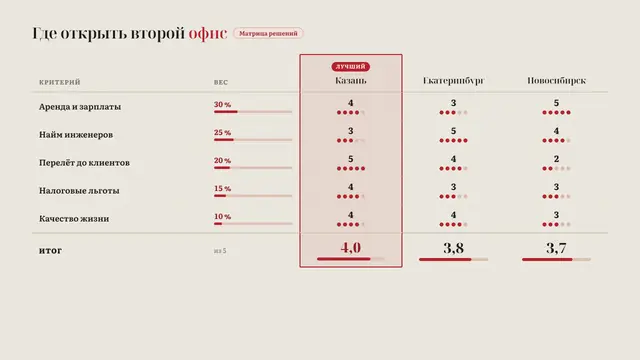 Где открыть второй офис Матрица решений
ЛУЧШИЙ
КРИТЕРИЙ ВЕС Казань Екатеринбург Новосибирск
Аренда и зарплаты 30 % 4 3 5
Найм инженеров 25 % 3 5 4
Перелёт до клиентов 20 % 5 4 2
Налоговые льготы 15 % 4 3 3
Качество жизни 10 % 4 4 3
ИТОГ из 5 4,0 3,8 3,7